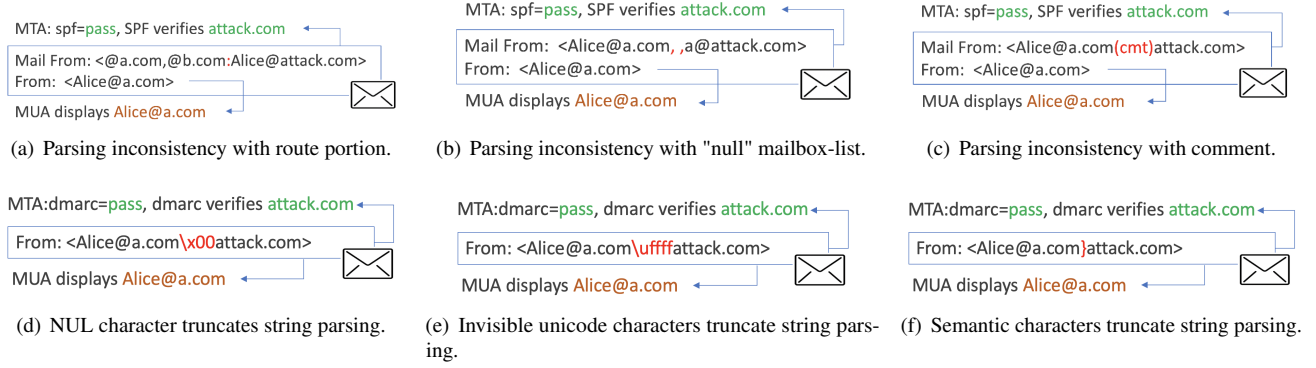 MTA: spf=pass, SPF verifies attack.com
Mail From: <@a.com,@b.com:Alice@attack.com>
From: <Alice@a.com>
MUA displays Alice@a.com
(a) Parsing inconsistency with route portion.
MTA: spf=pass, SPF verifies attack.com
Mail From: <Alice@a.com, ,a@attack.com>
From: <Alice@a.com>
MUA displays Alice@a.com
(b) Parsing inconsistency with "null" mailbox-list.
MTA: spf=pass, SPF verifies attack.com
Mail From: <Alice@a.com(cmt)attack.com>
From: <Alice@a.com>
MUA displays Alice@a.com
(c) Parsing inconsistency with comment.
MTA:dmarc=pass, dmarc verifies attack.com
From: <Alice@a.com\x00attack.com>
MUA displays Alice@a.com
(d) NUL character truncates string parsing.
MTA:dmarc=pass, dmarc verifies attack.com
From: <Alice@a.com\uffffattack.com>
MUA displays Alice@a.com
(e) Invisible unicode characters truncate string pars-
ing.
MTA:dmarc=pass, dmarc verifies attack.com
From: <Alice@a.com}attack.com>
MUA displays Alice@a.com
(f) Semantic characters truncate string parsing.